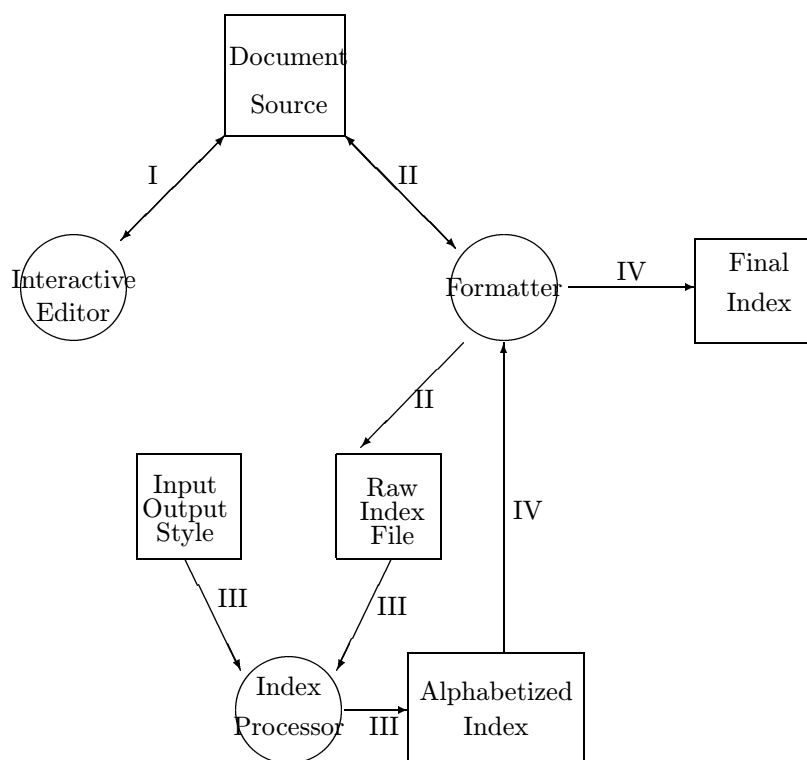 Document
Source
I
II
Interactive
Editor
Formatter
IV
Final
Index
II
Input
Output
Style
Raw
Index
File
IV
III
III
Index
Processor
III
Alphabetized
Index